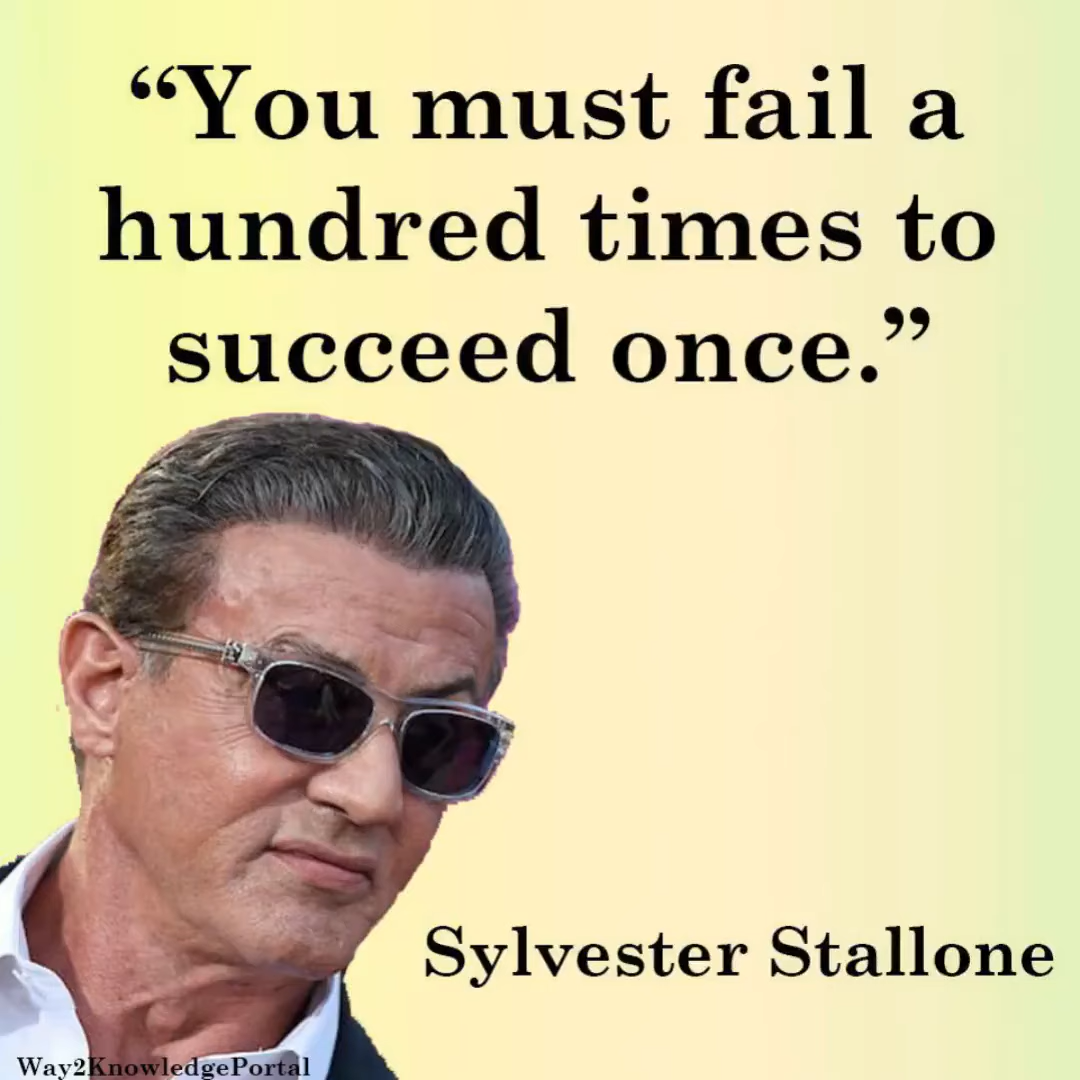 “You must fail a
hundred times to
succeed once.”
Sylvester Stallone
Way2KnowledgePortal